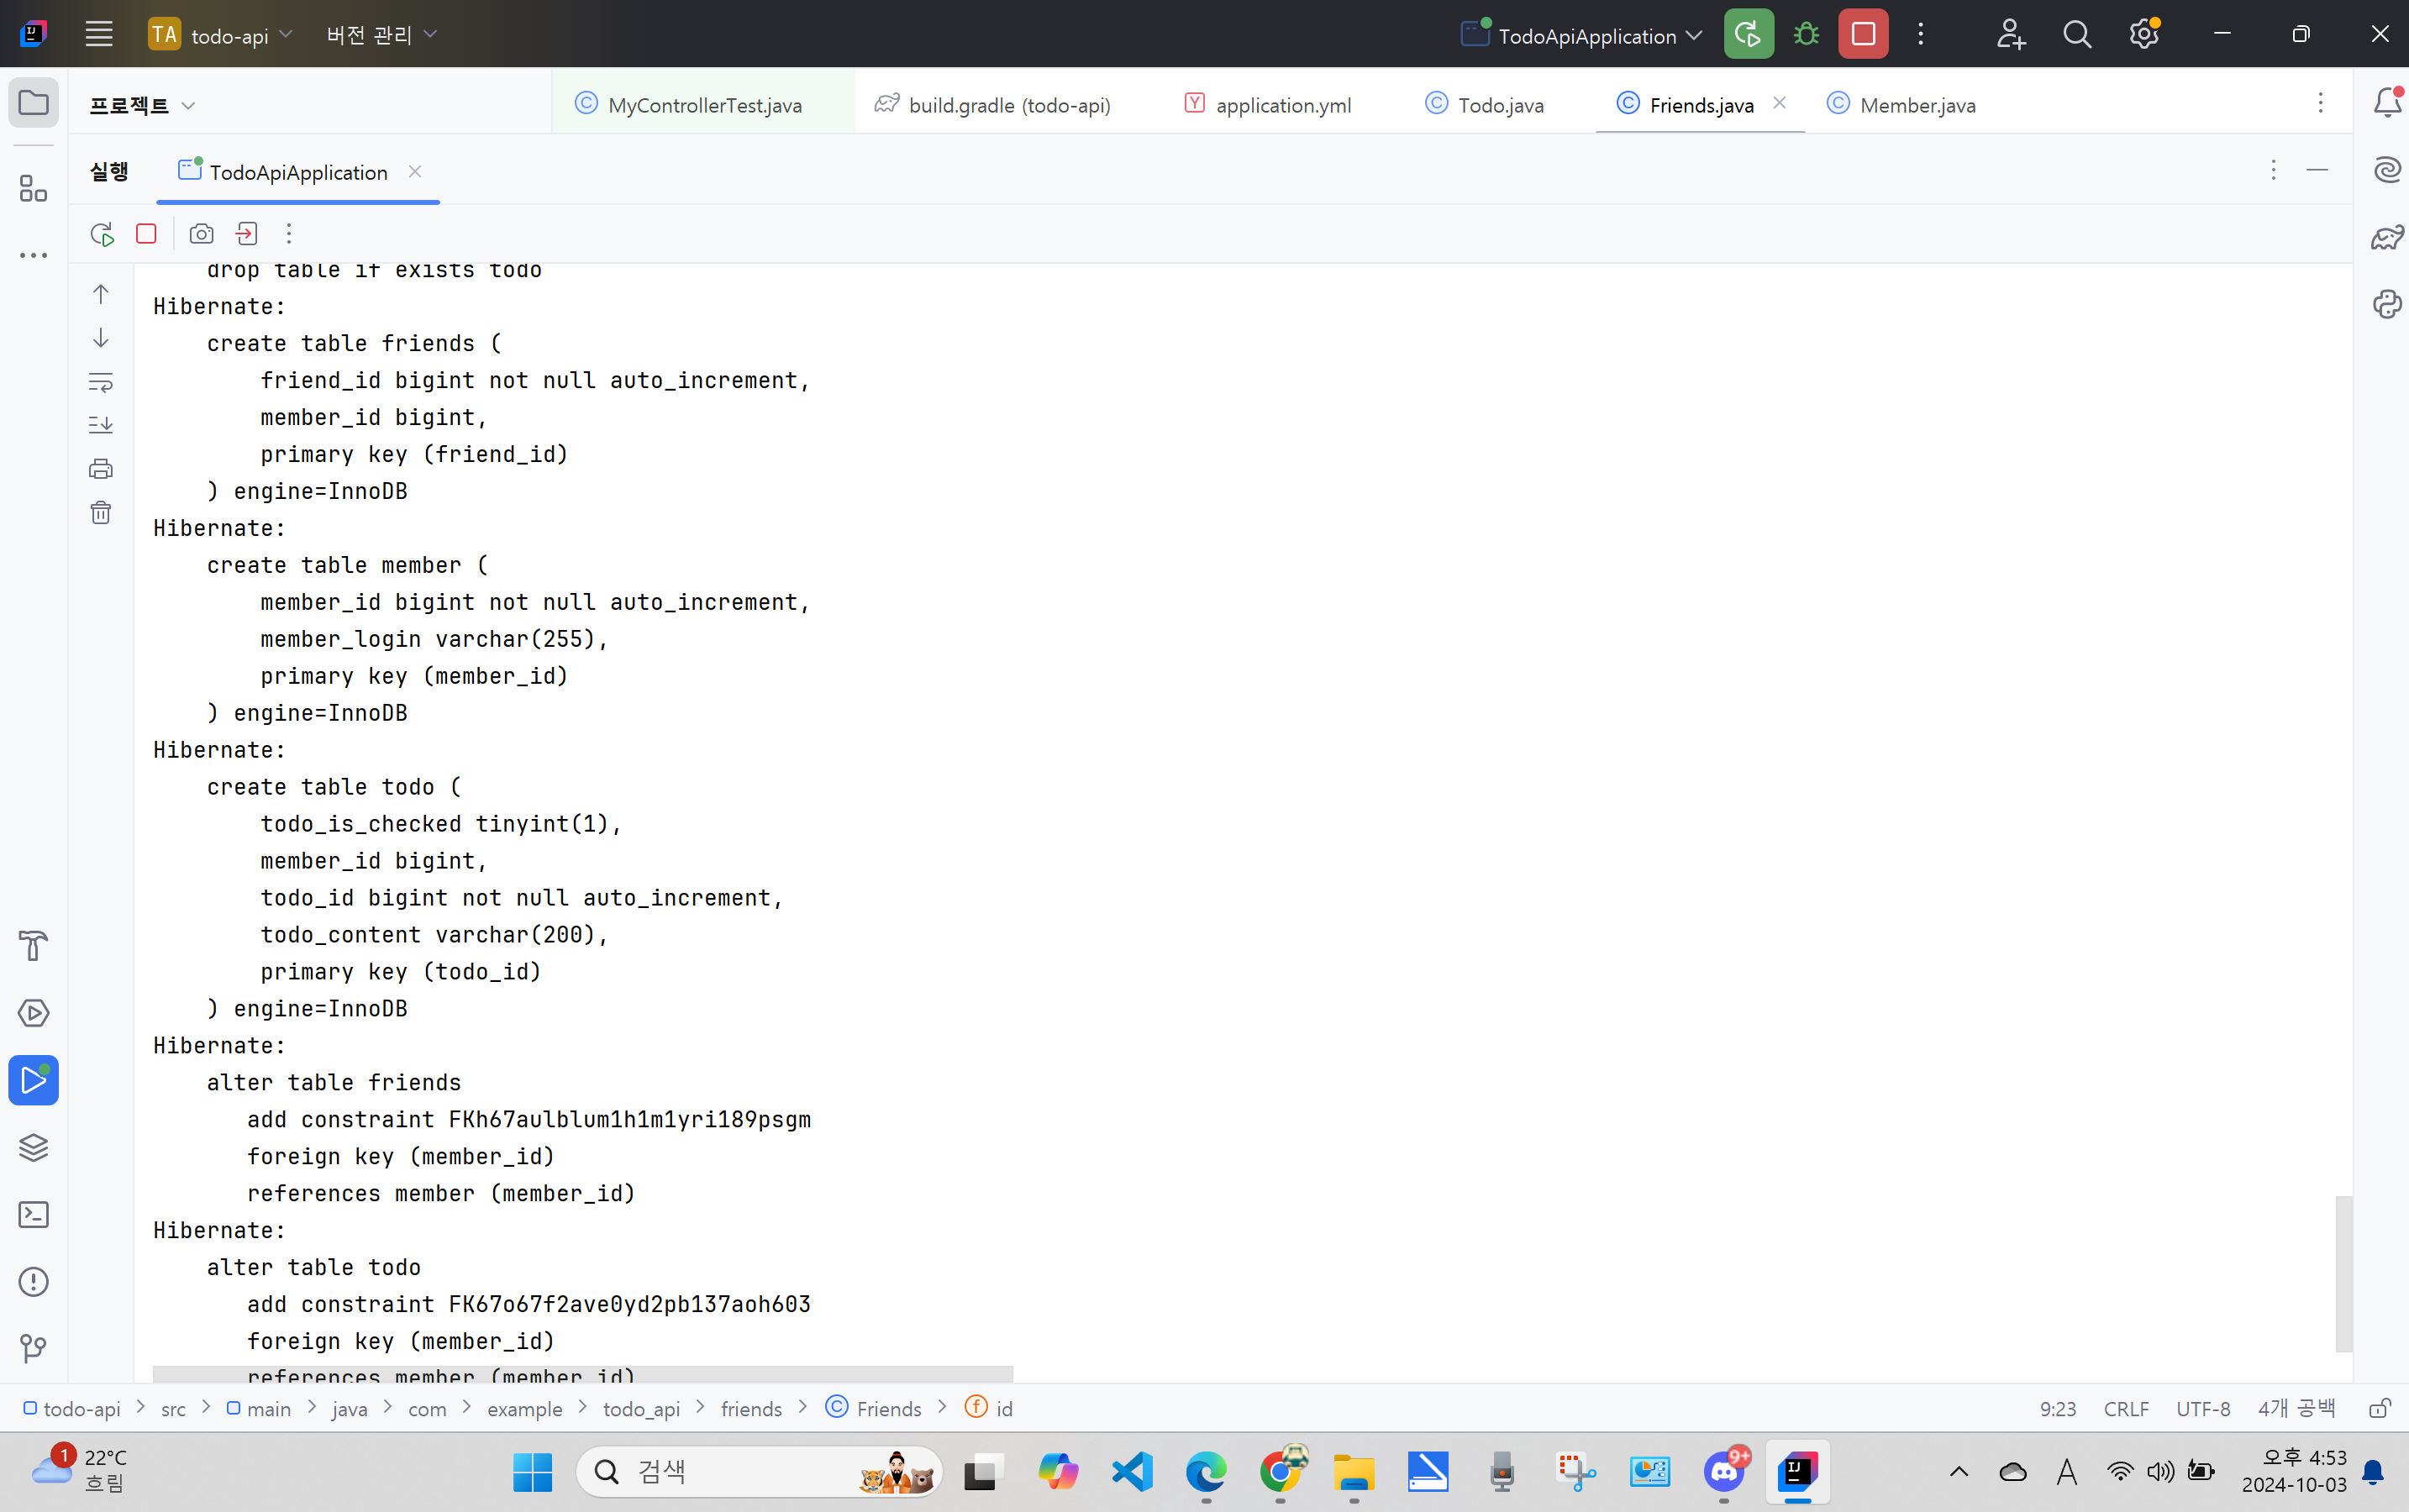 TA todo-api 버전 관리 TodoApiApplication
프로젝트 MyControllerTest.java build.gradle (todo-api) application.yml Todo.java Friends.java Member.java
실행 TodoApiApplication
drop table if exists todo
Hibernate:
create table friends (
friend_id bigint not null auto_increment,
member_id bigint,
primary key (friend_id)
) engine=InnoDB
Hibernate:
create table member (
member_id bigint not null auto_increment,
member_login varchar(255),
primary key (member_id)
) engine=InnoDB
Hibernate:
create table todo (
todo_is_checked tinyint(1),
member_id bigint,
todo_id bigint not null auto_increment,
todo_content varchar(200),
primary key (todo_id)
) engine=InnoDB
Hibernate:
alter table friends
add constraint FKh67aulblum1h1m1yri189psgm
foreign key (member_id)
references member (member_id)
Hibernate:
alter table todo
add constraint FK67o67f2ave0yd2pb137aoh603
foreign key (member_id)
references member (member_id)
todo-api > src > main > java > com > example > todo_api > friends > Friends > id 9:23 CRLF UTF-8 4개 공백
1 22°C
흐림
검색
9+
A
오후 4:53
2024-10-03